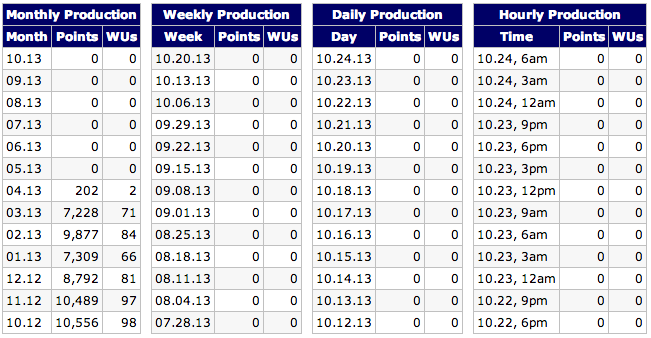 Monthly Production Weekly Production Daily Production Hourly Production
Month Points WUs Week Points WUs Day Points WUs Time Points WUs
10.13 0 0 10.20.13 0 0 10.24.13 0 0 10.24, 6am 0 0
09.13 0 0 10.13.13 0 0 10.23.13 0 0 10.24, 3am 0 0
08.13 0 0 10.06.13 0 0 10.22.13 0 0 10.24, 12am 0 0
07.13 0 0 09.29.13 0 0 10.21.13 0 0 10.23, 9pm 0 0
06.13 0 0 09.22.13 0 0 10.20.13 0 0 10.23, 6pm 0 0
05.13 0 0 09.15.13 0 0 10.19.13 0 0 10.23, 3pm 0 0
04.13 202 2 09.08.13 0 0 10.18.13 0 0 10.23, 12pm 0 0
03.13 7,228 71 09.01.13 0 0 10.17.13 0 0 10.23, 9am 0 0
02.13 9,877 84 08.25.13 0 0 10.16.13 0 0 10.23, 6am 0 0
01.13 7,309 66 08.18.13 0 0 10.15.13 0 0 10.23, 3am 0 0
12.12 8,792 81 08.11.13 0 0 10.14.13 0 0 10.23, 12am 0 0
11.12 10,489 97 08.04.13 0 0 10.13.13 0 0 10.22, 9pm 0 0
10.12 10,556 98 07.28.13 0 0 10.12.13 0 0 10.22, 6pm 0 0